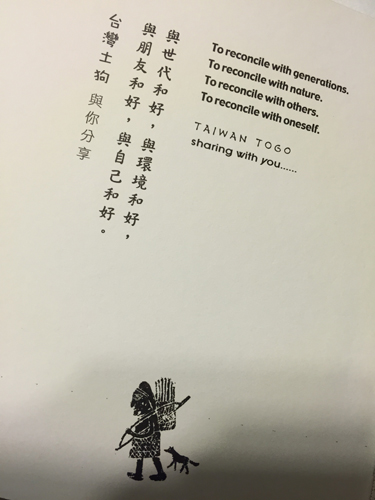 與世代和好，與環境和好，
與朋友和好，與自己和好。
台灣土狗 與你分享
To reconcile with generations.
To reconcile with nature.
To reconcile with others.
To reconcile with oneself.
TAIWAN TOGO
sharing with you......